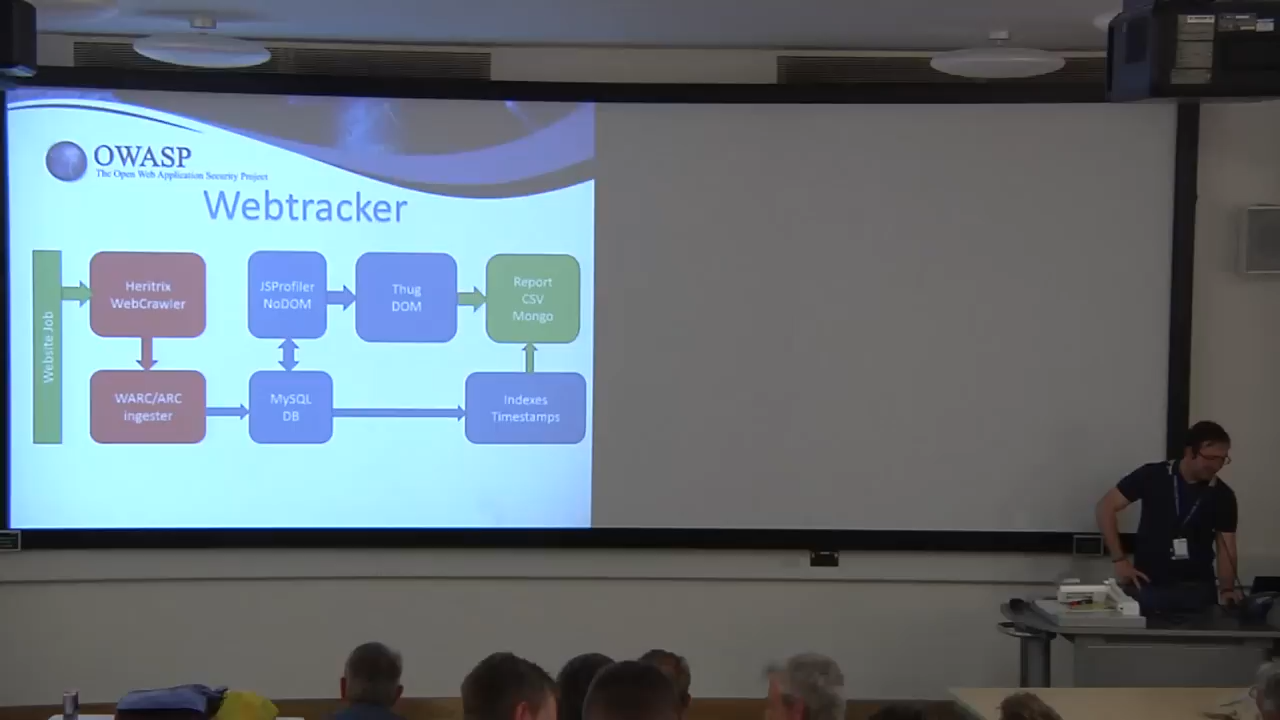 OWASP
The Open Web Application Security Project
Webtracker
Website Job
Heritrix
WebCrawler
JSProfiler
NoDOM
Thug
DOM
Report
CSV
Mongo
WARC/ARC
ingester
MySQL
DB
Indexes
Timestamps